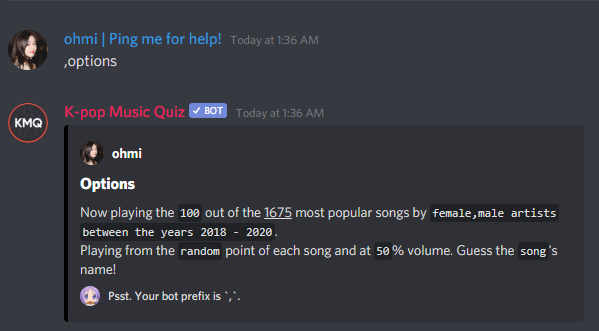 ohmi | Ping me for help! Today at 1:36 AM
,options
KMQ
K-pop Music Quiz BOT Today at 1:36 AM
ohmi
Options
Now playing the 100 out of the 1675 most popular songs by female,male artists
between the years 2018 - 2020.
Playing from the random point of each song and at 50% volume. Guess the song's
name!
Psst. Your bot prefix is `,`.